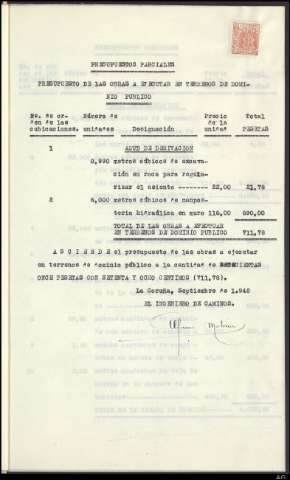 PRESUPUESTOS PARCIALES
PRESUPUESTO DE LAS OBRAS A EJECUTAR EN TERRENOS DE DOMI-
NIO PUBLICO
No. de or- Número de Precio Total
den de las de la
cubicaciones. unidades Designación unidad PESETAS
1 AZUD DE DERIVACION
0,990 metros cúbicos de excava-
ción en roca para regula-
rizar el asiento -------- 22,00 21,78
2 6,000 metros cúbicos de mampos-
tería hidráulica en muro 115,00 690,00
TOTAL DE LAS OBRAS A EFECTUAR
EN TERRENOS DE DOMINIO PUBLICO 711,78
A S C I E N D E el presupuesto de las obras a ejecutar
en terrenos de dominio público a la cantidad de SETECIENTAS
ONCE PESETAS CON SETENTA Y OCHO CENTIMOS (711,78).
La Coruña, Septiembre de 1.942
EL INGENIERO DE CAMINOS,